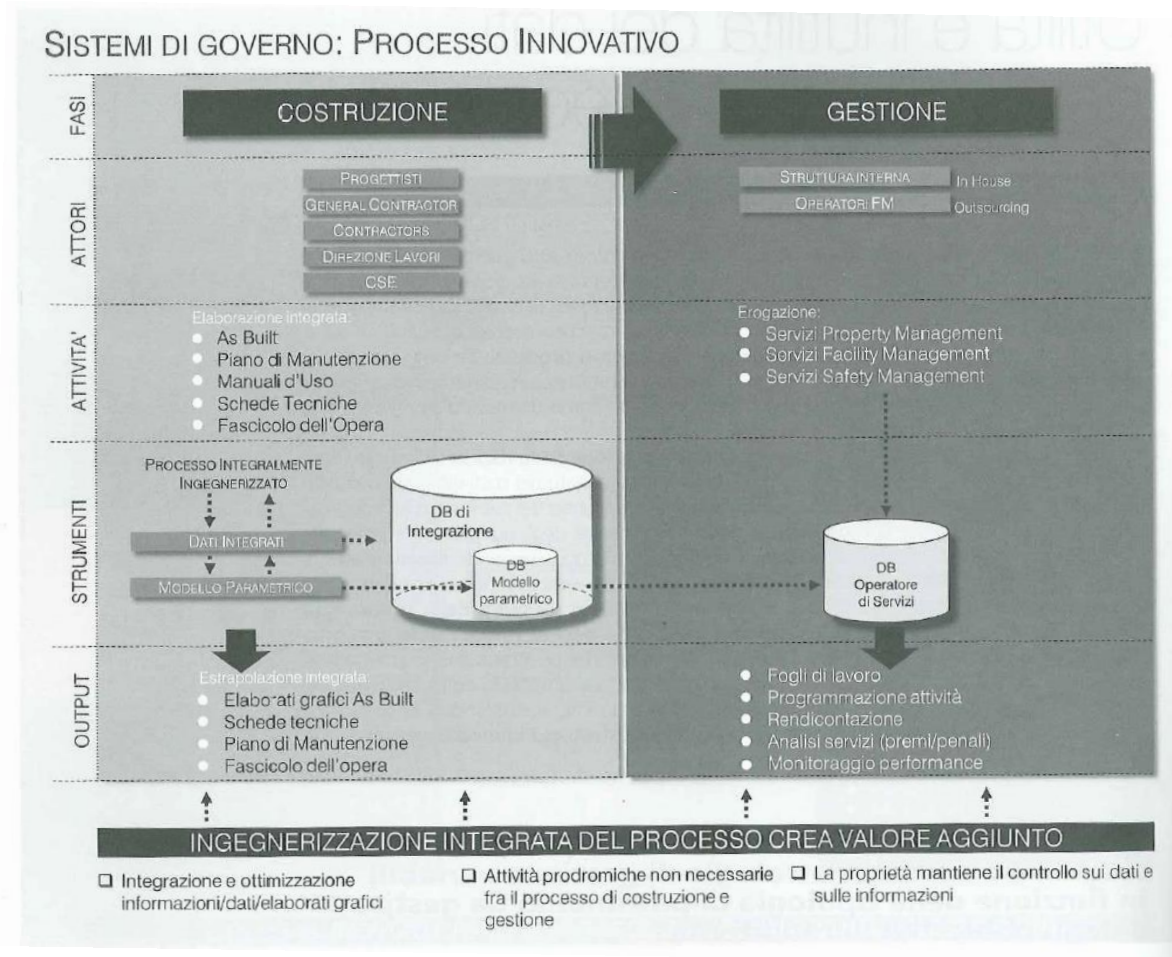 SISTEMI DI GOVERNO: PROCESSO INNOVATIVO
FASI
COSTRUZIONE
GESTIONE
ATTORI
PROGETTISTI
GENERAL CONTRACTOR
CONTRACTORS
DIREZIONE LAVORI
CSE
STRUTTURA INTERNA
In House
OPERATORI FM
Outsourcing
ATTIVITA'
Elaborazione integrata:
As Built
Piano di Manutenzione
Manuali d'Uso
Schede Tecniche
Fascicolo dell'Opera
Erogazione:
Servizi Property Management
Servizi Facility Management
Servizi Safety Management
STRUMENTI
PROCESSO INTEGRALMENTE
INGEGNERIZZATO
DATI INTEGRATI
MODELLO PARAMETRICO
DB di
Integrazione
DB
Modello
parametrico
DB
Operatore
di Servizi
OUTPUT
Estrapolazione integrata:
Elaborati grafici As Built
Schede tecniche
Piano di Manutenzione
Fascicolo dell'opera
Fogli di lavoro
Programmazione attività
Rendicontazione
Analisi servizi (premi/penali)
Monitoraggio performance
INGEGNERIZZAZIONE INTEGRATA DEL PROCESSO CREA VALORE AGGIUNTO
Integrazione e ottimizzazione
informazioni/dati/elaborati grafici
Attività prodromiche non necessarie
fra il processo di costruzione e
gestione
La proprietà mantiene il controllo sui dati e
sulle informazioni